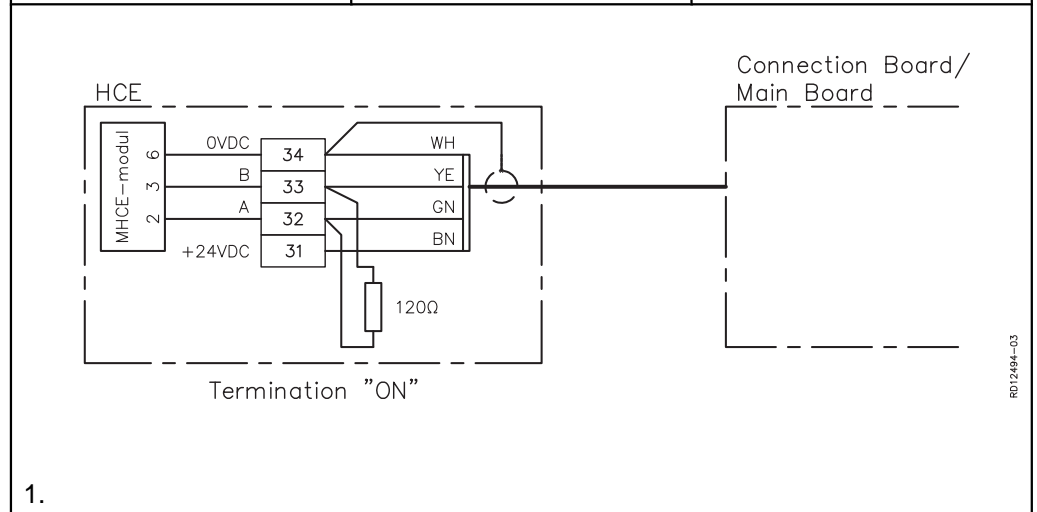 Connection Board/
Main Board
HCE
MHCE-modul
6
3
2
0VDC
B
A
+24VDC
34
33
32
31
WH
YE
GN
BN
120Ω
Termination "ON"
RD12494-03
1.